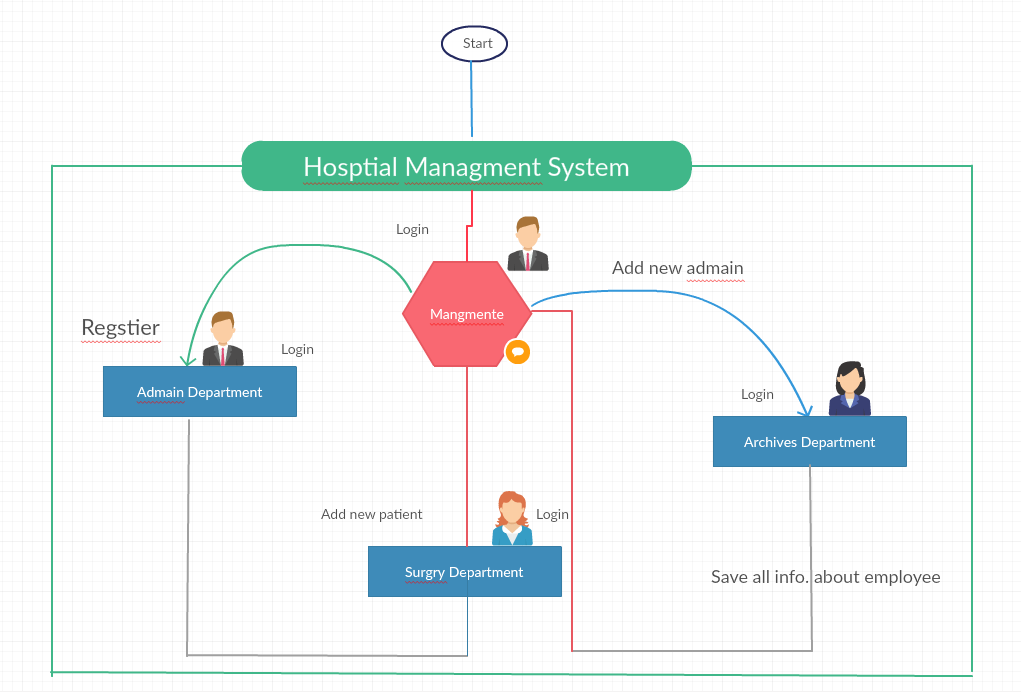 Start
Hosptial Managment System
Login
Add new admain
Mangmente
Regstier
Login
Admain Department
Login
Archives Department
Add new patient
Login
Surgry Department
Save all info. about employee